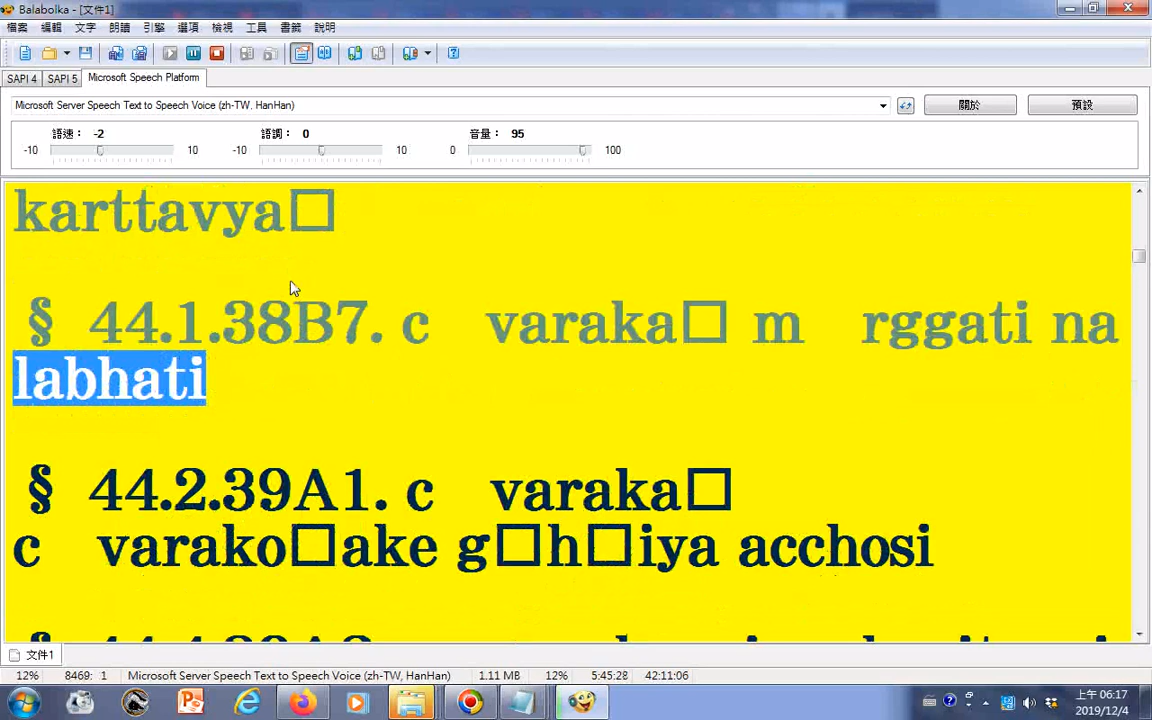 Balabolka - [文件1]
檔案 編輯 文字 朗讀 引擎 選項 檢視 工具 書籤 說明
SAPI 4 SAPI 5 Microsoft Speech Platform
Microsoft Server Speech Text to Speech Voice (zh-TW, HanHan) 關於 預設
語速： -2 語調： 0 音量： 95
-10 10 -10 10 0 100
karttavya□
§ 44.1.38B7. c varaka□ m rggati na
labhati
§ 44.2.39A1. c varaka□
c varako□ake g□h□iya acchosi
文件1
12% 8469: 1 Microsoft Server Speech Text to Speech Voice (zh-TW, HanHan) 1.11 MB 12% 5:45:28 42:11:06
上午 06:17
2019/12/4